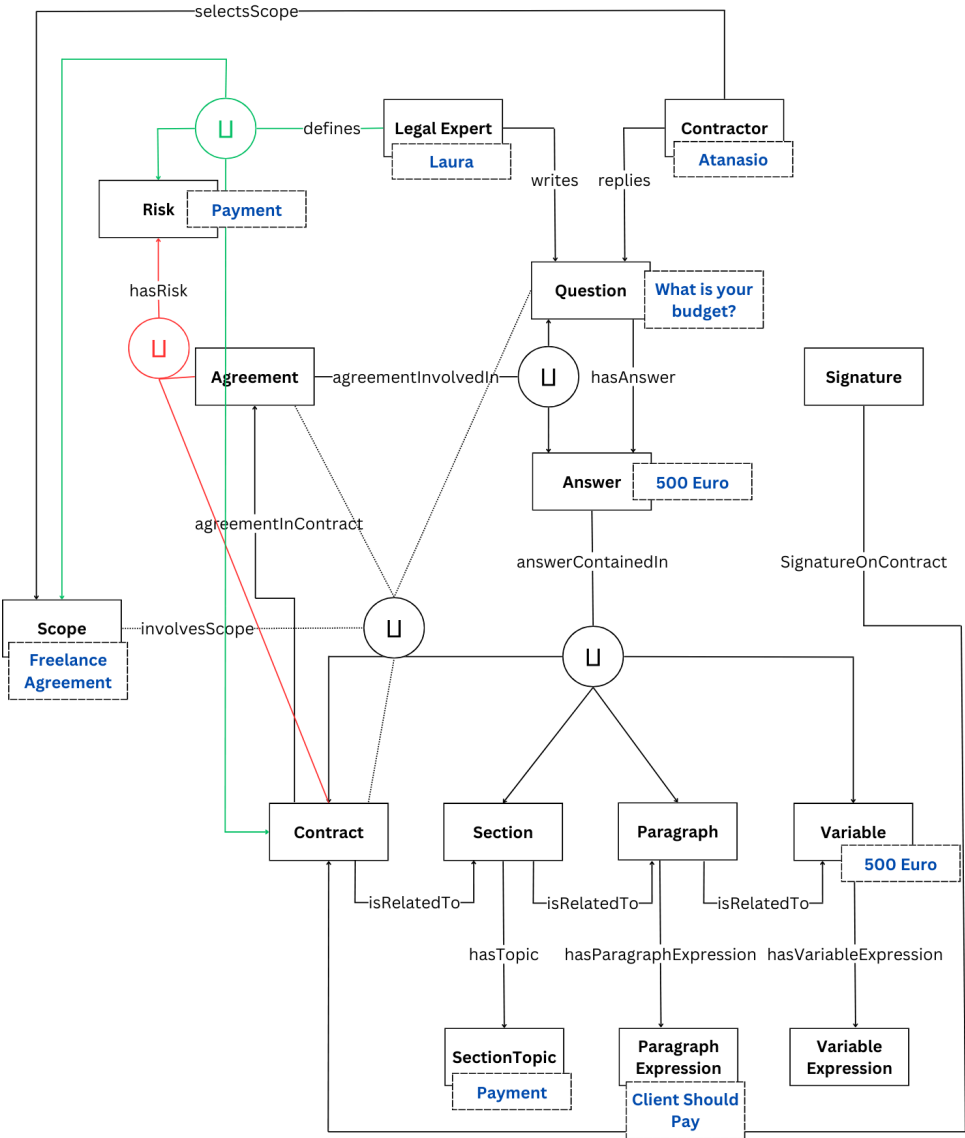 selectsScope
⊔
defines
Legal Expert
Laura
Contractor
Atanasio
writes
replies
Risk
Payment
hasRisk
Question
What is your
budget?
⊔
Agreement
agreementInvolvedIn
⊔
hasAnswer
Signature
Answer
500 Euro
agreementInContract
answerContainedIn
SignatureOnContract
Scope
Freelance
Agreement
involvesScope
⊔
⊔
Contract
Section
Paragraph
Variable
500 Euro
isRelatedTo
isRelatedTo
isRelatedTo
hasTopic
hasParagraphExpression
hasVariableExpression
SectionTopic
Payment
Paragraph
Expression
Client Should
Pay
Variable
Expression